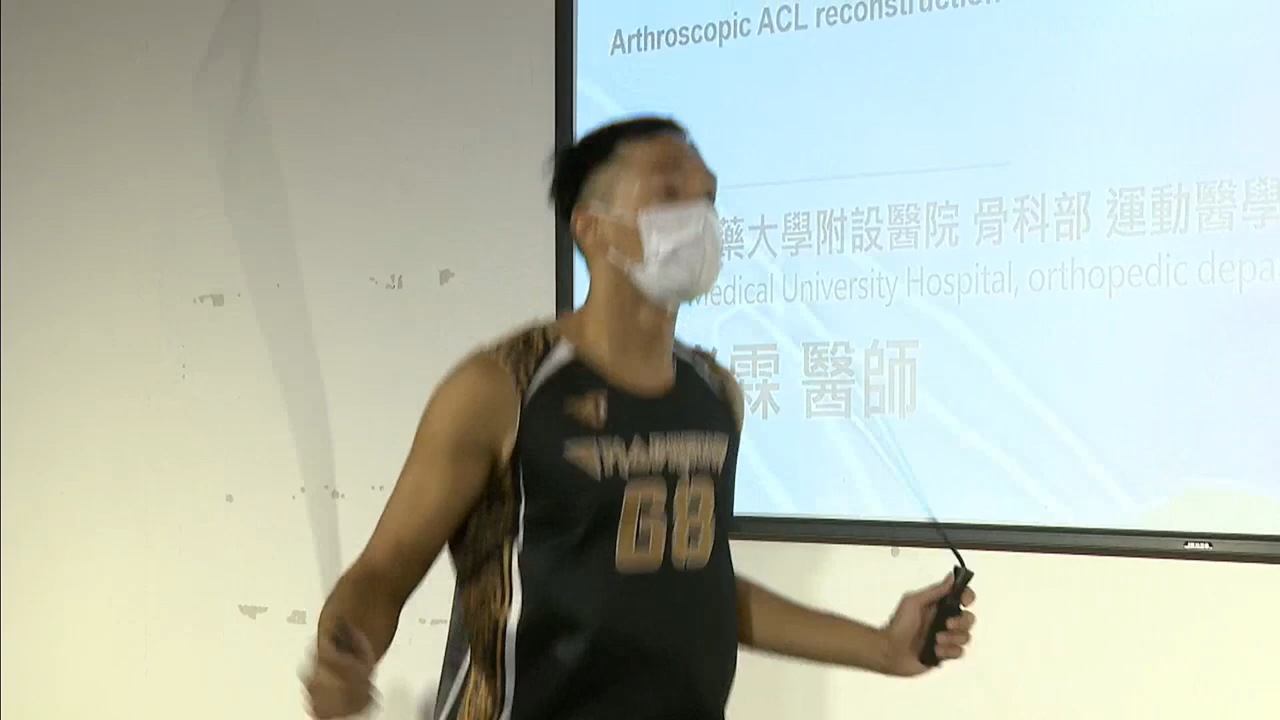 Arthroscopic ACL reconstruction
藥大學附設醫院 骨科部 運動醫學
Medical University Hospital, orthopedic depa
霖 醫師
68